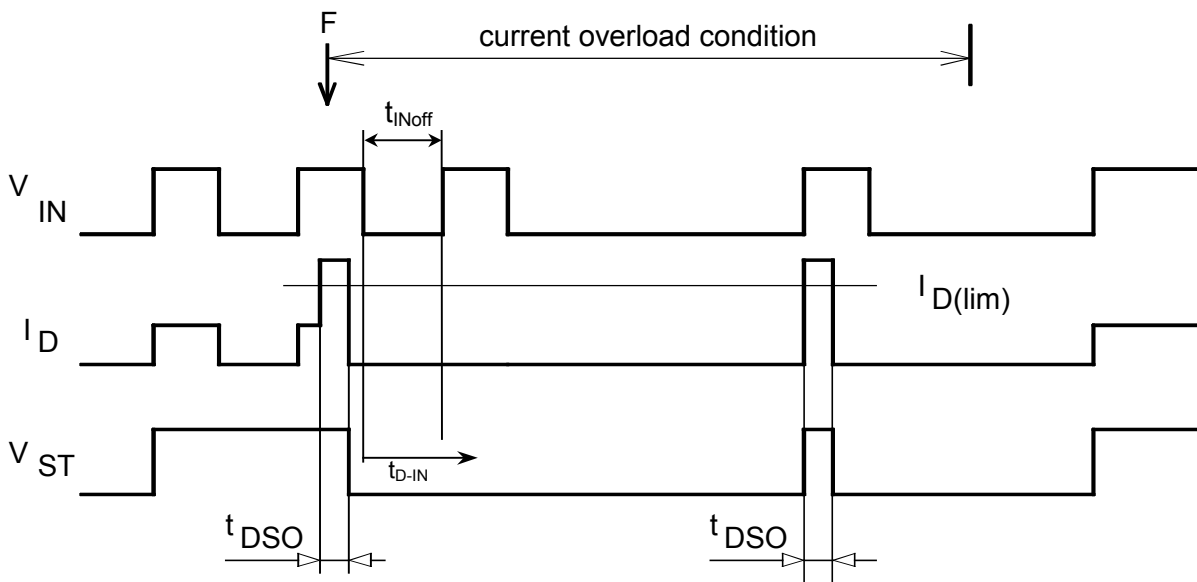 F
current overload condition
tINoff
VIN
ID(lim)
ID
VST
tD-IN
tDSO
tDSO